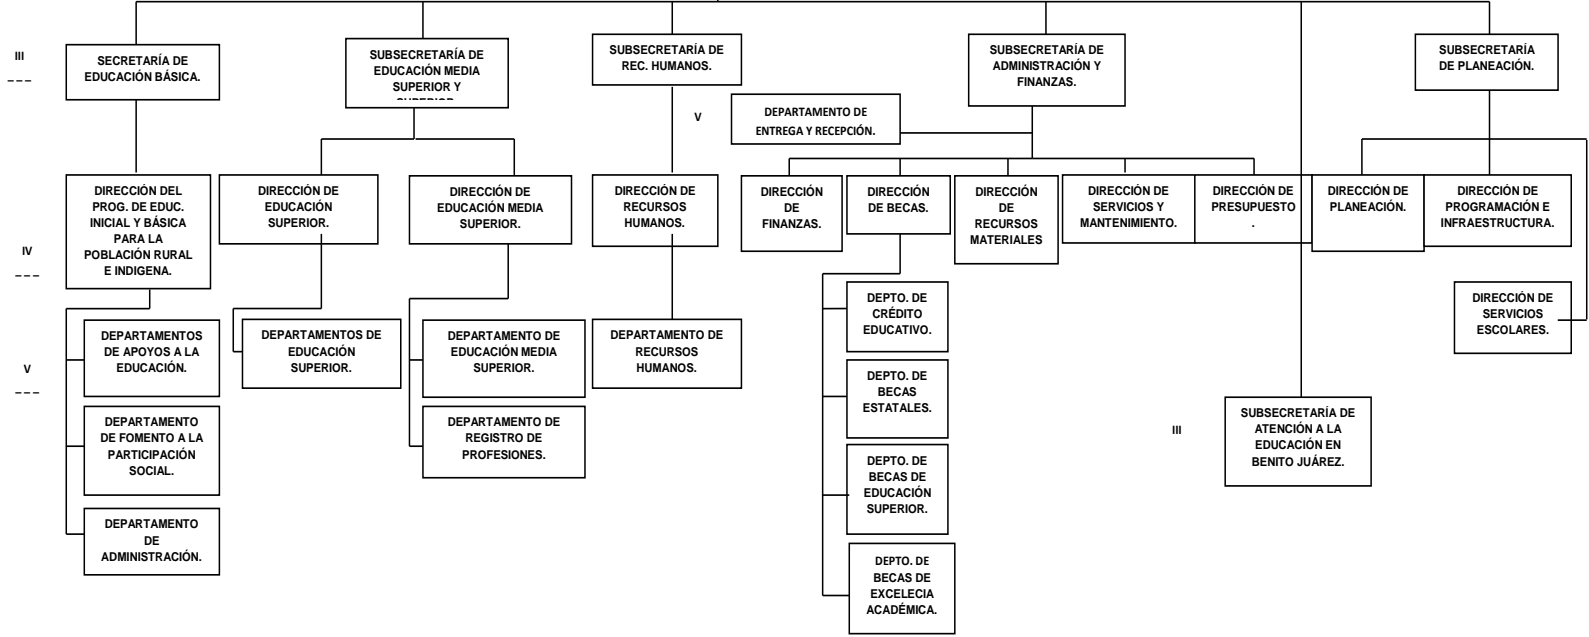 III
---
SECRETARÍA DE
EDUCACIÓN BÁSICA.
SUBSECRETARÍA DE
EDUCACIÓN MEDIA
SUPERIOR Y
SUPERIOR
SUBSECRETARÍA DE
REC. HUMANOS.
SUBSECRETARÍA DE
ADMINISTRACIÓN Y
FINANZAS.
SUBSECRETARÍA
DE PLANEACIÓN.
V
DEPARTAMENTO DE
ENTREGA Y RECEPCIÓN.
DIRECCIÓN DEL
PROG. DE EDUC.
INICIAL Y BÁSICA
PARA LA
POBLACIÓN RURAL
E INDIGENA.
DIRECCIÓN DE
EDUCACIÓN
SUPERIOR.
DIRECCIÓN DE
EDUCACIÓN MEDIA
SUPERIOR.
DIRECCIÓN DE
RECURSOS
HUMANOS.
DIRECCIÓN
DE
FINANZAS.
DIRECCIÓN
DE BECAS.
DIRECCIÓN
DE
RECURSOS
MATERIALES
DIRECCIÓN DE
SERVICIOS Y
MANTENIMIENTO.
DIRECCIÓN DE
PRESUPUESTO
.
DIRECCIÓN DE
PLANEACIÓN.
DIRECCIÓN DE
PROGRAMACIÓN E
INFRAESTRUCTURA.
IV
---
DEPTO. DE
CRÉDITO
EDUCATIVO.
DIRECCIÓN DE
SERVICIOS
ESCOLARES.
V
---
DEPARTAMENTOS
DE APOYOS A LA
EDUCACIÓN.
DEPARTAMENTOS DE
EDUCACIÓN
SUPERIOR.
DEPARTAMENTO DE
EDUCACIÓN MEDIA
SUPERIOR.
DEPARTAMENTO DE
RECURSOS
HUMANOS.
DEPTO. DE
BECAS
ESTATALES.
DEPARTAMENTO
DE FOMENTO A LA
PARTICIPACIÓN
SOCIAL.
DEPARTAMENTO DE
REGISTRO DE
PROFESIONES.
III
SUBSECRETARÍA DE
ATENCIÓN A LA
EDUCACIÓN EN
BENITO JUÁREZ.
DEPTO. DE
BECAS DE
EDUCACIÓN
SUPERIOR.
DEPARTAMENTO
DE
ADMINISTRACIÓN.
DEPTO. DE
BECAS DE
EXCELECIA
ACADÉMICA.